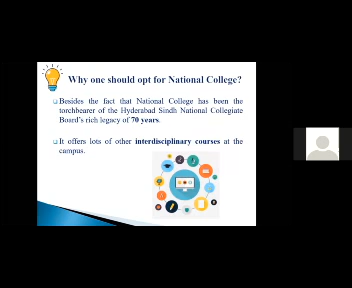 Why one should opt for National College?
Besides the fact that National College has been the
torchbearer of the Hyderabad Sindh National Collegiate
Board's rich legacy of 70 years.
It offers lots of other interdisciplinary courses at the
campus.